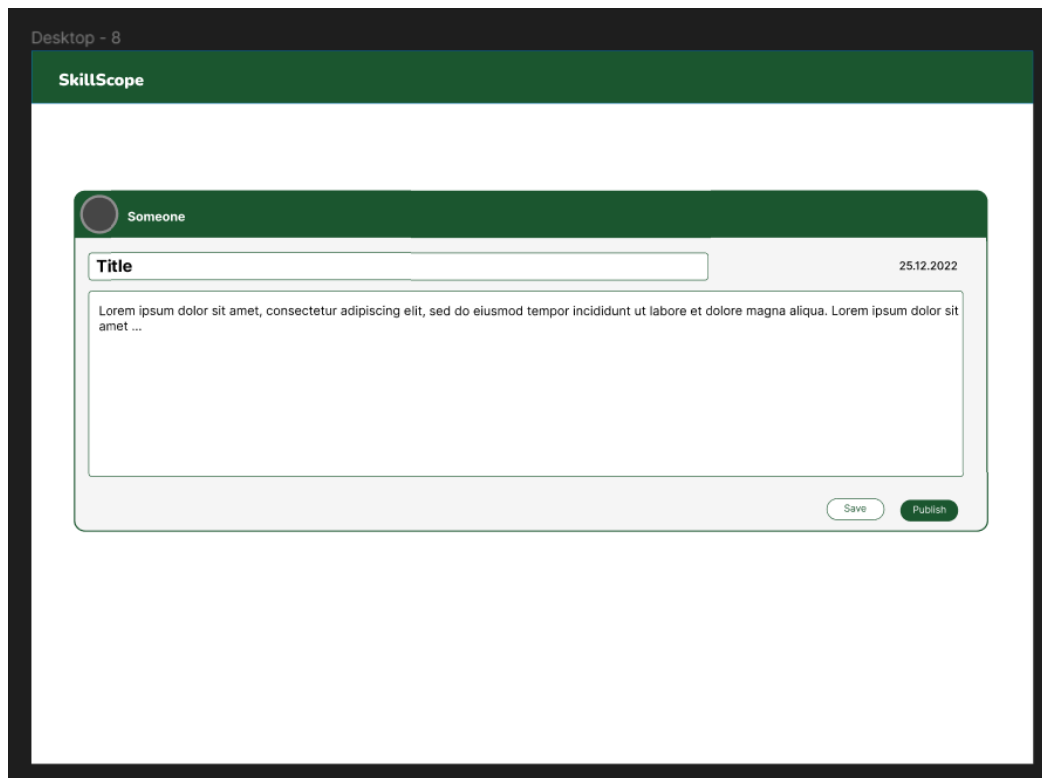 Desktop - 8
SkillScope
Someone
Title
25.12.2022
Lorem ipsum dolor sit amet, consectetur adipiscing elit, sed do eiusmod tempor incididunt ut labore et dolore magna aliqua. Lorem ipsum dolor sit
amet ...
Save
Publish